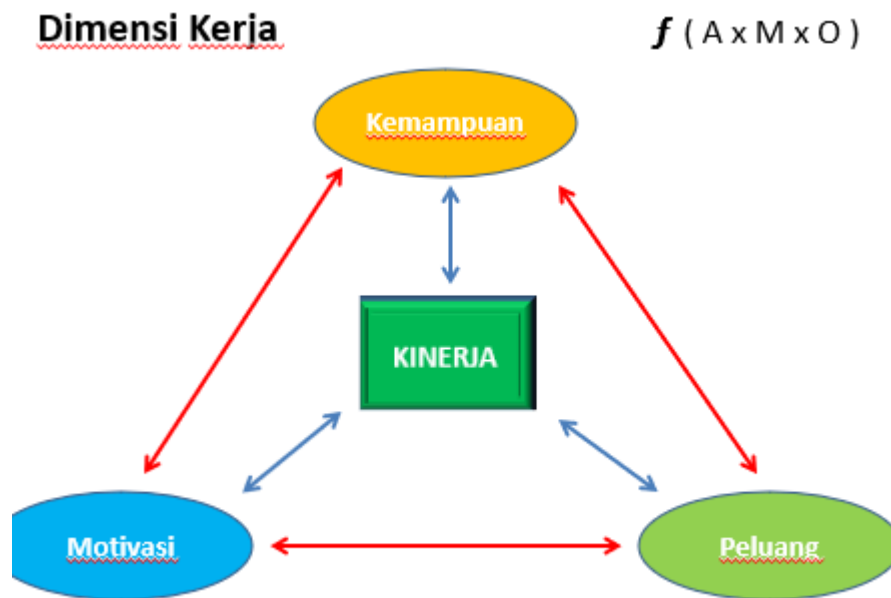 Dimensi Kerja
f ( A x M x O )
Kemampuan
KINERJA
Motivasi
Peluang